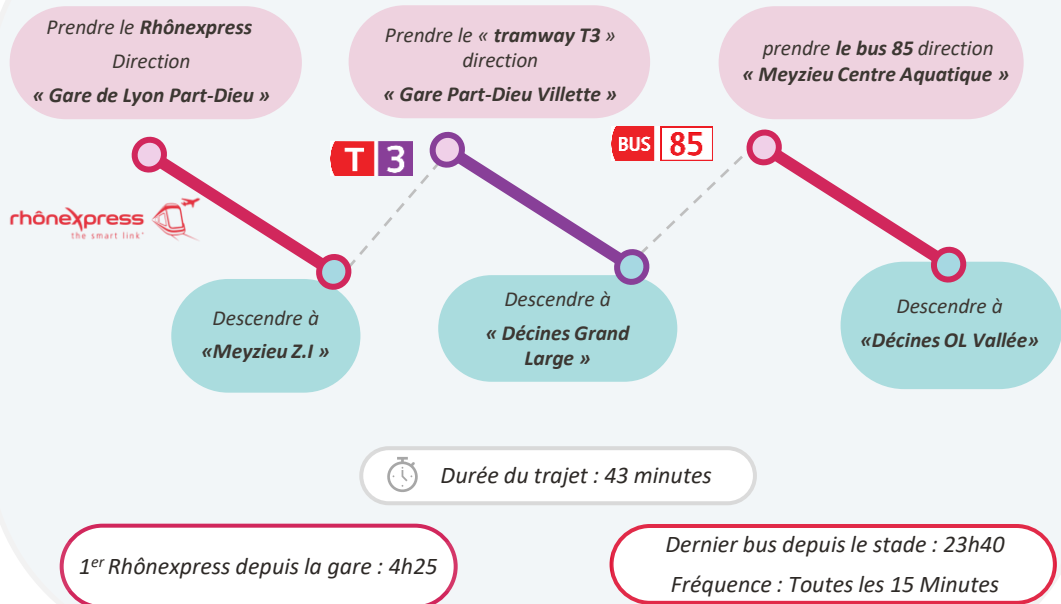 Prendre le Rhônexpress
Direction
« Gare de Lyon Part-Dieu »
Prendre le « tramway T3 »
direction
« Gare Part-Dieu Villette »
prendre le bus 85 direction
« Meyzieu Centre Aquatique »
rhônexpress
the smart link
T 3
BUS 85
Descendre à
«Meyzieu Z.I »
Descendre à
« Décines Grand
Large »
Descendre à
«Décines OL Vallée»
Durée du trajet : 43 minutes
1er Rhônexpress depuis la gare : 4h25
Dernier bus depuis le stade : 23h40
Fréquence : Toutes les 15 Minutes